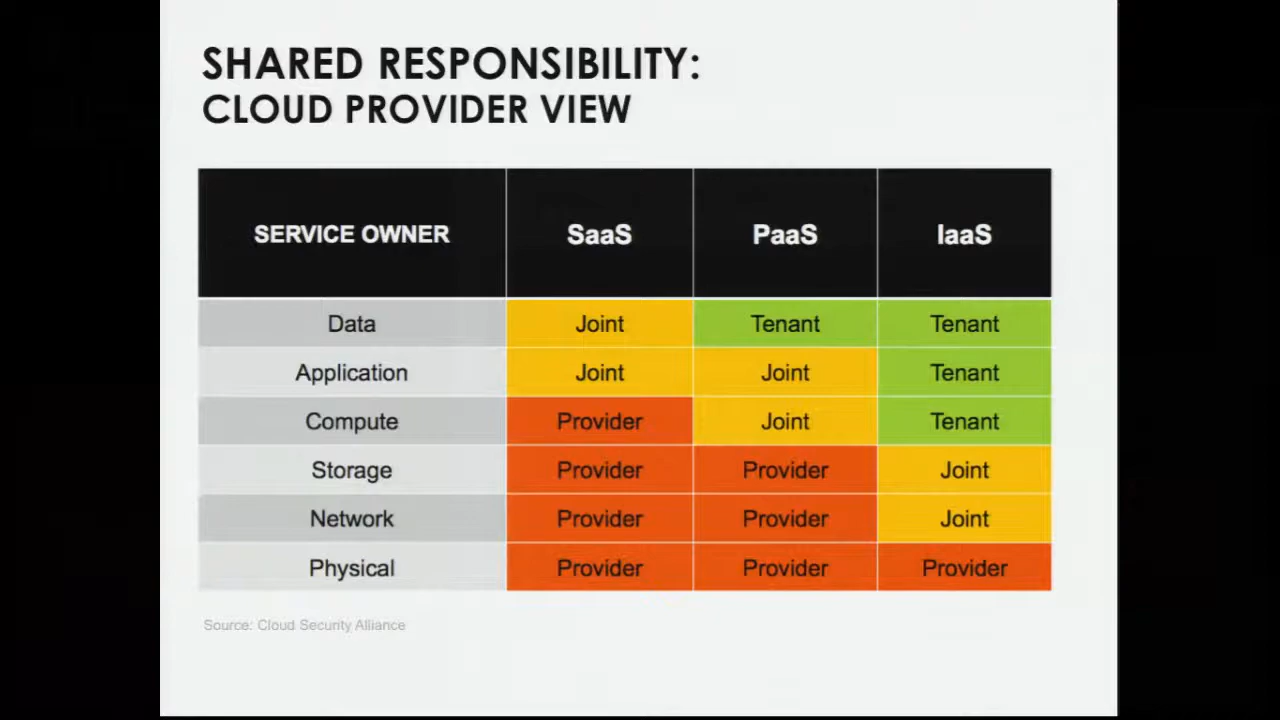 SHARED RESPONSIBILITY:
CLOUD PROVIDER VIEW
SERVICE OWNER SaaS PaaS IaaS
Data Joint Tenant Tenant
Application Joint Joint Tenant
Compute Provider Joint Tenant
Storage Provider Provider Joint
Network Provider Provider Joint
Physical Provider Provider Provider
Source: Cloud Security Alliance